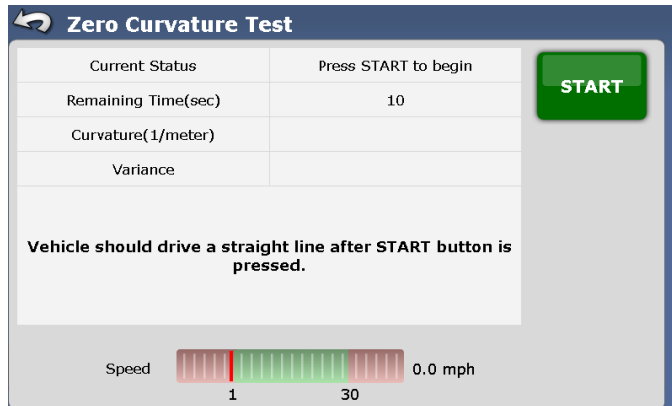 Zero Curvature Test
Current Status Press START to begin
START
Remaining Time(sec) 10
Curvature(1/meter)
Variance
Vehicle should drive a straight line after START button is
pressed.
Speed 0.0 mph
1 30